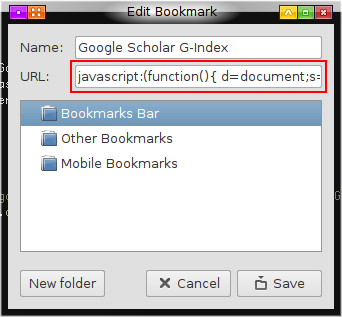 Edit Bookmark
Name: Google Scholar G-Index
URL: javascript:(function(){ d=document;s=
Bookmarks Bar
Other Bookmarks
Mobile Bookmarks
New folder Cancel Save